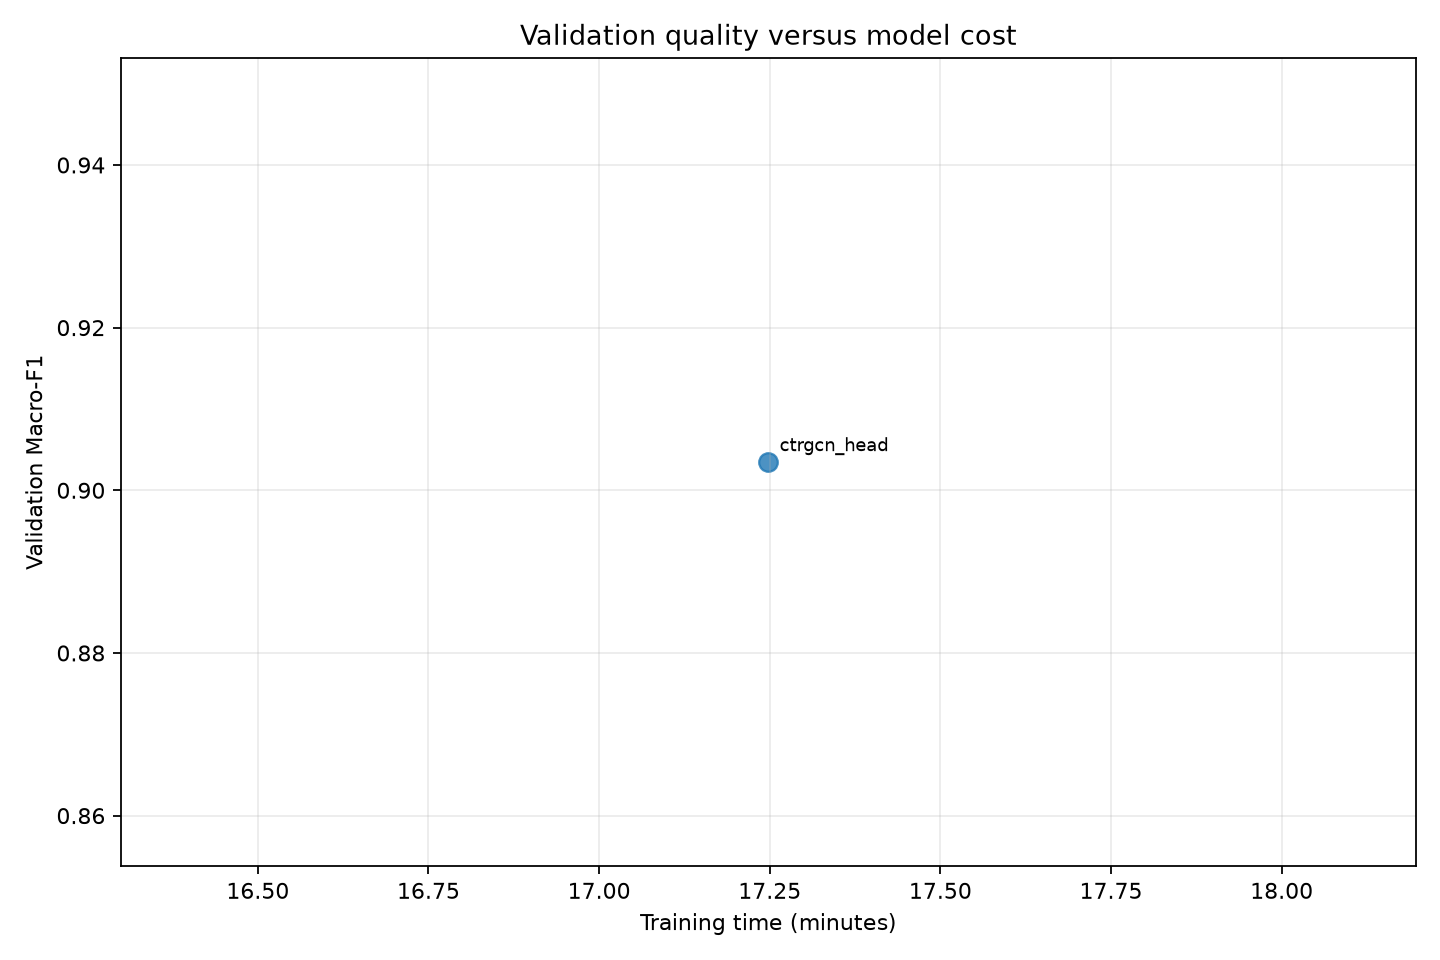 Validation quality versus model cost
Validation Macro-F1
0.94
0.92
0.90
0.88
0.86
ctrgcn_head
16.50 16.75 17.00 17.25 17.50 17.75 18.00
Training time (minutes)